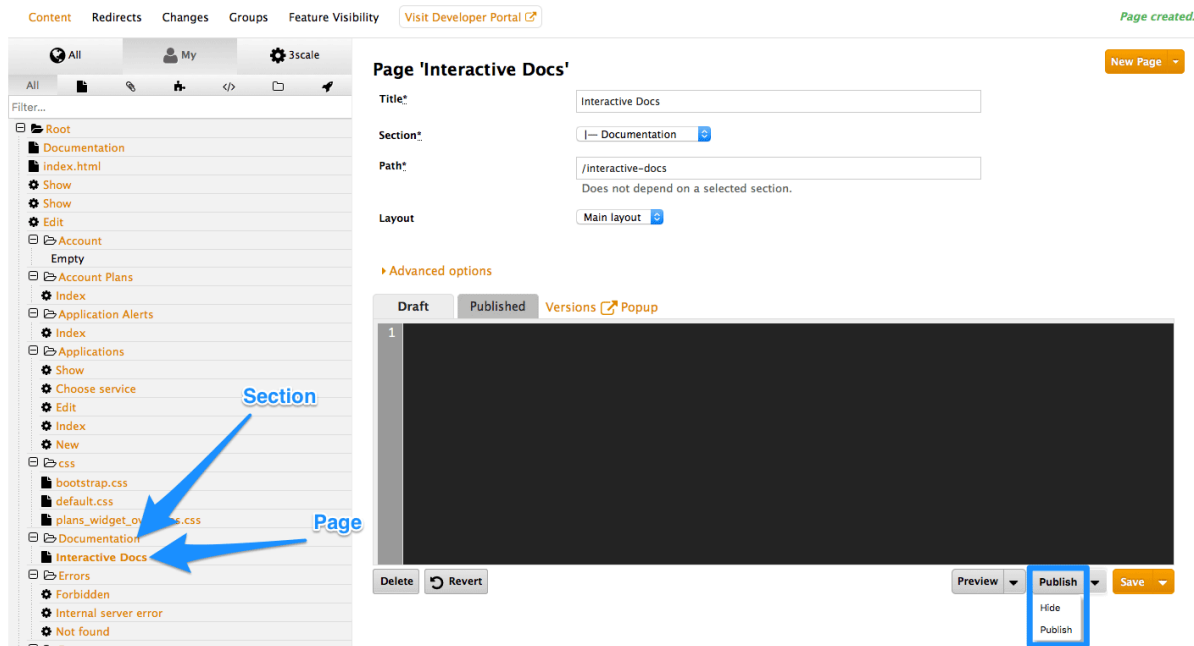 Content Redirects Changes Groups Feature Visibility Visit Developer Portal Page created.
All My 3scale
All
Filter...
Root
Documentation
index.html
Show
Show
Edit
Account
Empty
Account Plans
Index
Application Alerts
Index
Applications
Show
Choose service
Edit
Index
New
css
bootstrap.css
default.css
plans_widget_ov s.css
Documentation
Interactive Docs
Errors
Forbidden
Internal server error
Not found
Section
Page
Page 'Interactive Docs'
New Page
Title* Interactive Docs
Section* |— Documentation
Path* /interactive-docs
Does not depend on a selected section.
Layout Main layout
Advanced options
Draft Published Versions Popup
1
Delete Revert Preview Publish Save
Hide
Publish